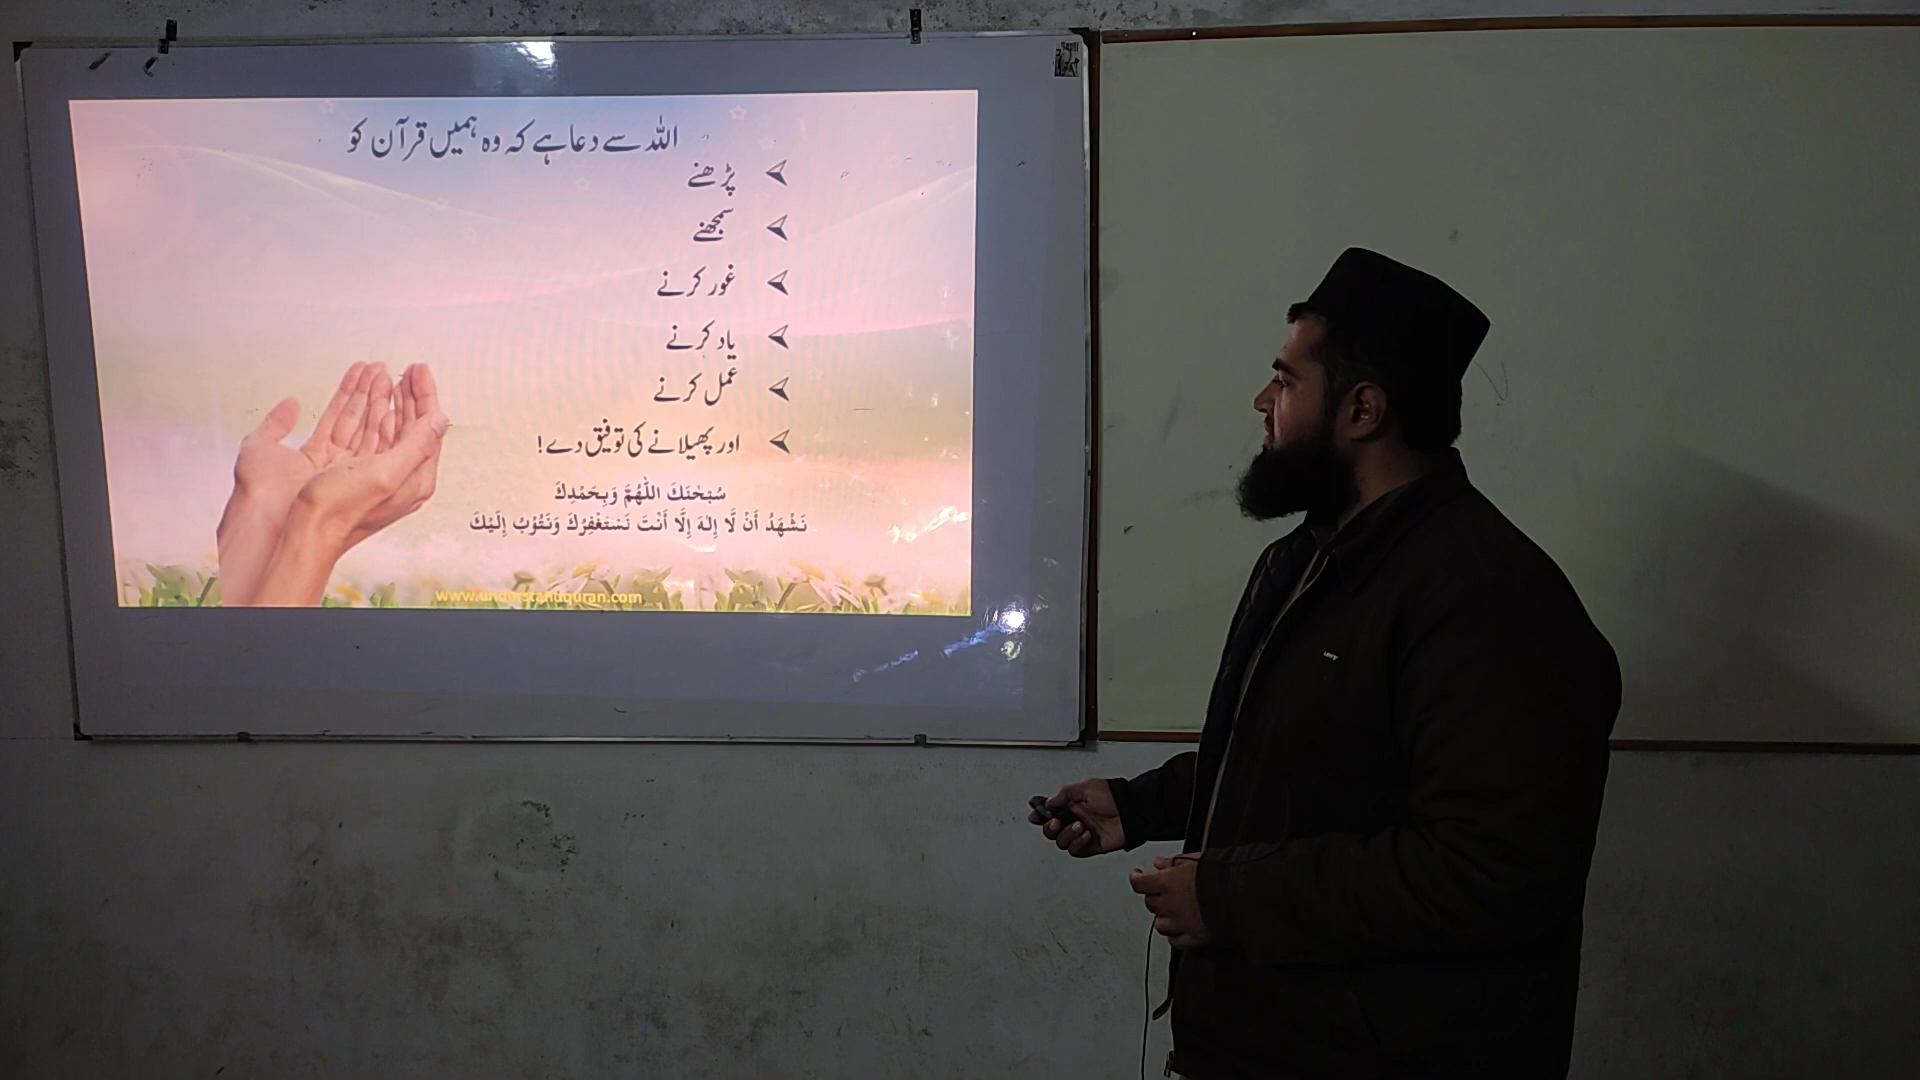 اللہ سے دعا ہے کہ وہ ہمیں قرآن کو
پڑھنے
سمجھنے
غور کرنے
یاد کرنے
عمل کرنے
اور پھیلانے کی توفیق دے!
سُبْحٰنَكَ اللّٰهُمَّ وَبِحَمْدِكَ
نَشْهَدُ أَنْ لَّا إِلٰهَ إِلَّا أَنْتَ نَسْتَغْفِرُكَ وَنَتُوْبُ إِلَيْكَ
www.understandquran.com